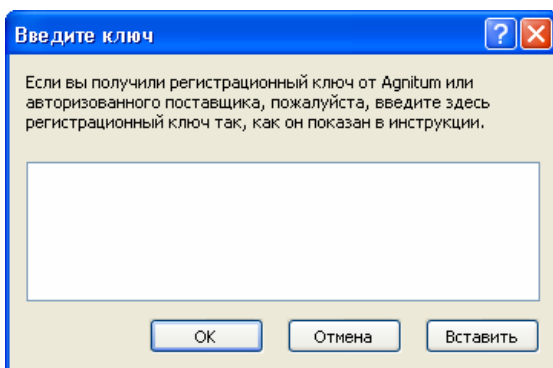 Введите ключ
Если вы получили регистрационный ключ от Agnitum или
авторизованного поставщика, пожалуйста, введите здесь
регистрационный ключ так, как он показан в инструкции.
OK Отмена Вставить